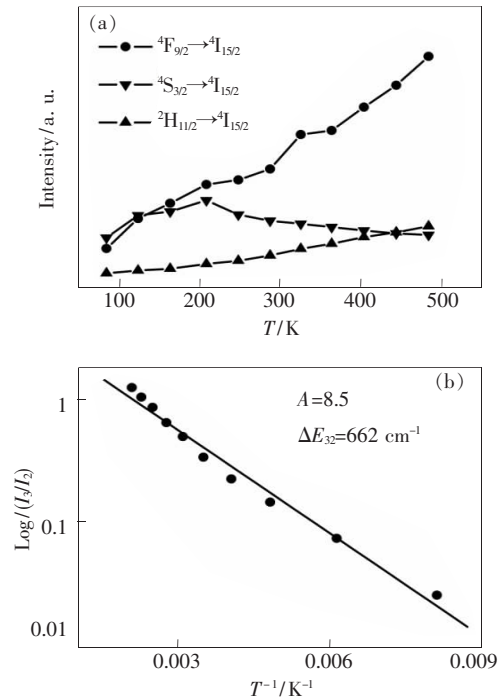 (a)
⁴F₉/₂→⁴I₁₅/₂
⁴S₃/₂→⁴I₁₅/₂
²H₁₁/₂→⁴I₁₅/₂
Intensity/a. u.
100 200 300 400 500
T/K
(b)
A=8.5
ΔE₃₂=662 cm⁻¹
Log/(I₃/I₂)
1
0.1
0.01
0.003 0.006 0.009
T⁻¹/K⁻¹